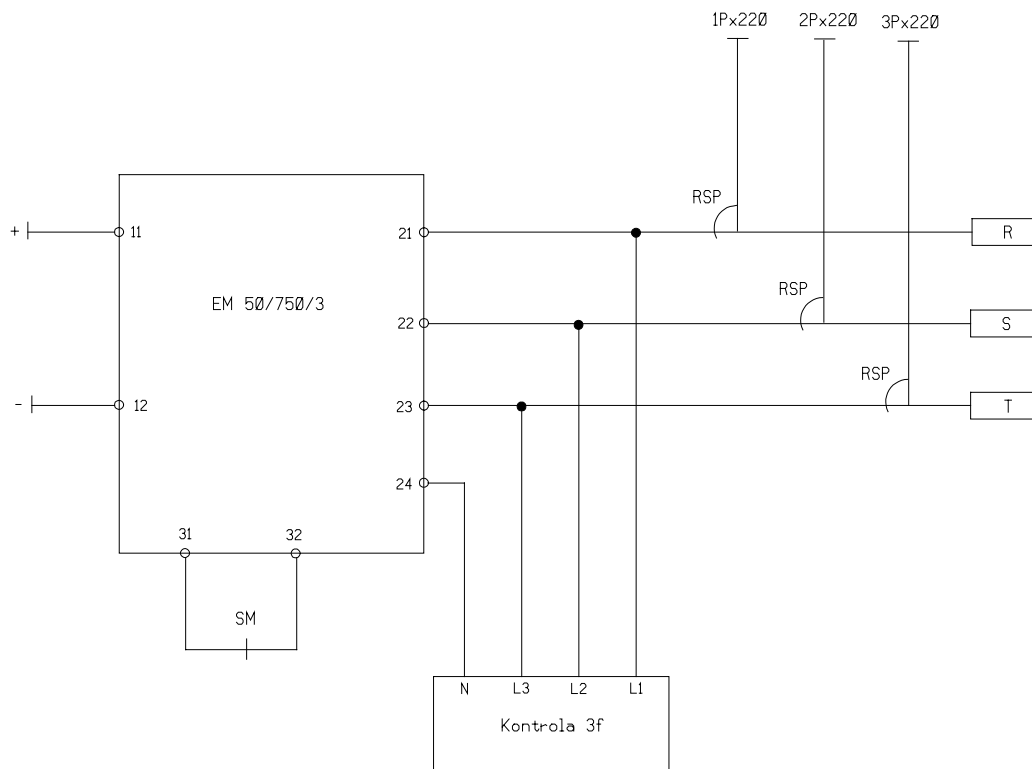 1Px220 2Px220 3Px220
RSP
+ 11 21 R
EM 50/750/3
RSP
22 S
RSP
- 12 23 T
24
31 32
SM
N L3 L2 L1
Kontrola 3f